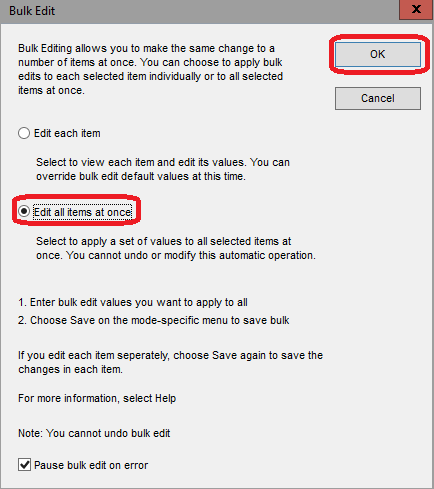 Bulk Edit
x
Bulk Editing allows you to make the same change to a
number of items at once. You can choose to apply bulk
edits to each selected item individually or to all selected
items at once.
OK
Cancel
Edit each item
Select to view each item and edit its values. You can
override bulk edit default values at this time.
Edit all items at once
Select to apply a set of values to all selected items at
once. You cannot undo or modify this automatic operation.
1. Enter bulk edit values you want to apply to all
2. Choose Save on the mode-specific menu to save bulk
If you edit each item seperately, choose Save again to save the
changes in each item.
For more information, select Help
Note: You cannot undo bulk edit
Pause bulk edit on error